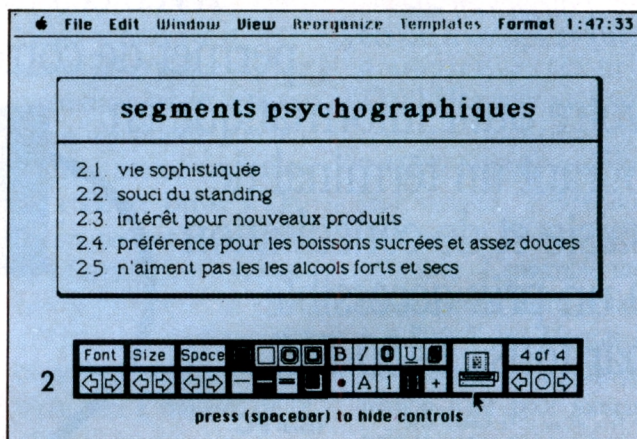 File Edit Window View Reorganize Templates Format 1:47:33
segments psychographiques
2.1. vie sophistiquée
2.2. souci du standing
2.3. intérêt pour nouveaux produits
2.4. préférence pour les boissons sucrées et assez douces
2.5. n'aiment pas les les alcools forts et secs
Font Size Space B I O U 4 of 4
A 1 +
2
press (spacebar) to hide controls